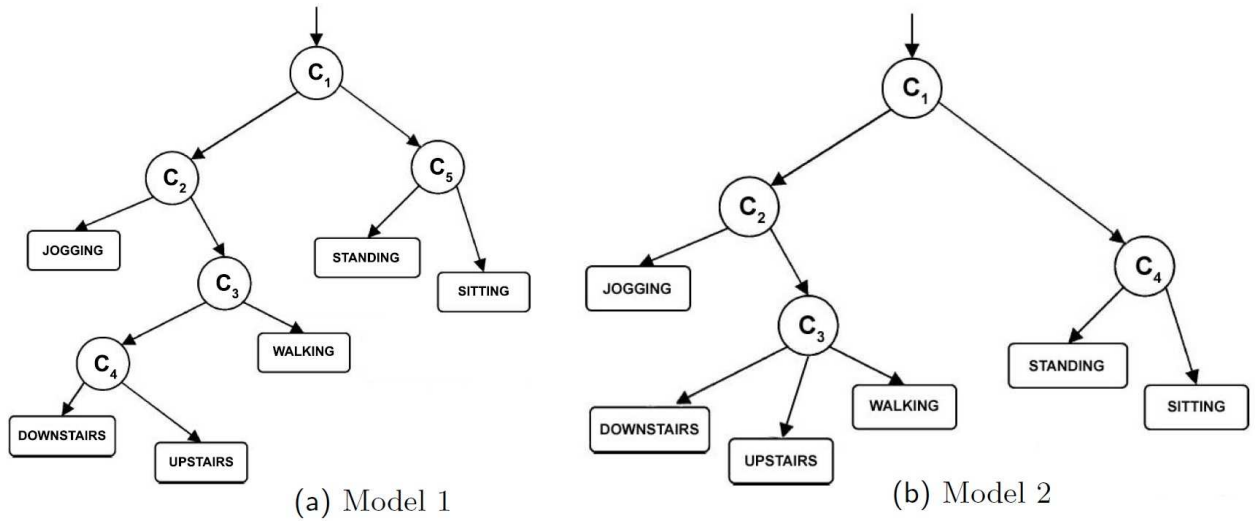 C1
C2
C5
JOGGING
STANDING
SITTING
C3
WALKING
C4
DOWNSTAIRS
UPSTAIRS
(a) Model 1
C1
C2
C4
JOGGING
C3
STANDING
SITTING
WALKING
DOWNSTAIRS
UPSTAIRS
(b) Model 2